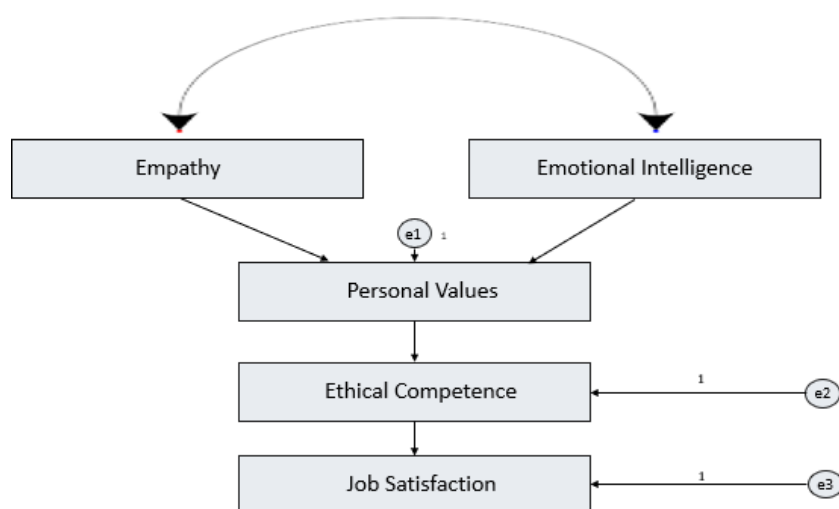 Empathy
Emotional Intelligence
e1 1
Personal Values
Ethical Competence
1
e2
Job Satisfaction
1
e3